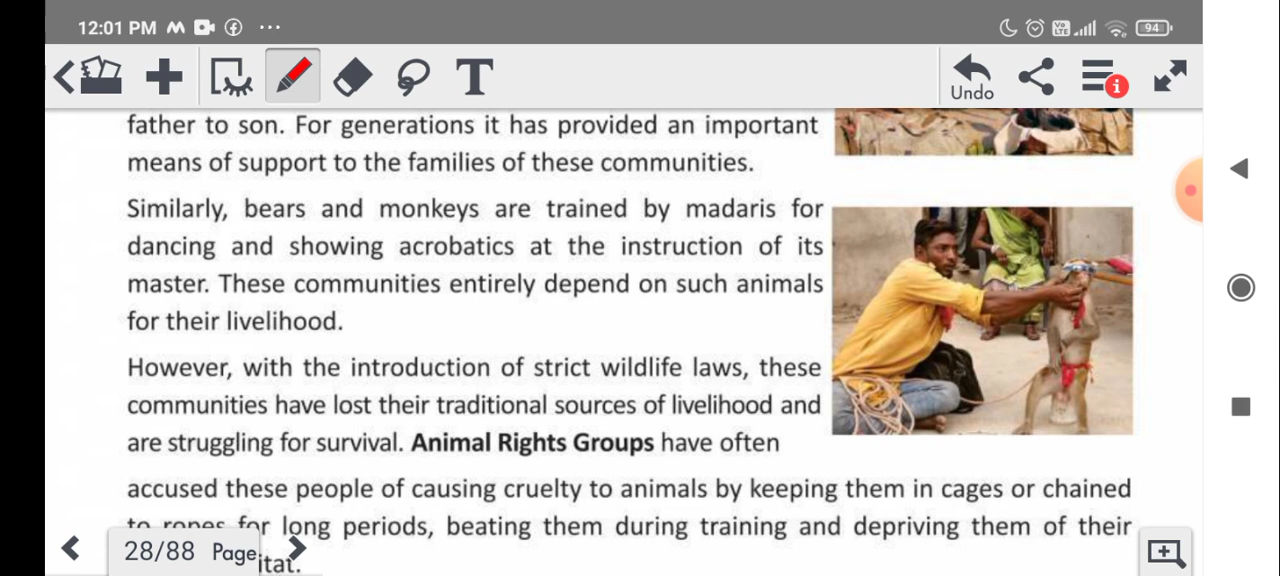 12:01 PM
94
T
Undo
father to son. For generations it has provided an important
means of support to the families of these communities.
Similarly, bears and monkeys are trained by madaris for
dancing and showing acrobatics at the instruction of its
master. These communities entirely depend on such animals
for their livelihood.
However, with the introduction of strict wildlife laws, these
communities have lost their traditional sources of livelihood and
are struggling for survival. Animal Rights Groups have often
accused these people of causing cruelty to animals by keeping them in cages or chained
to ropes for long periods, beating them during training and depriving them of their
28/88 Page